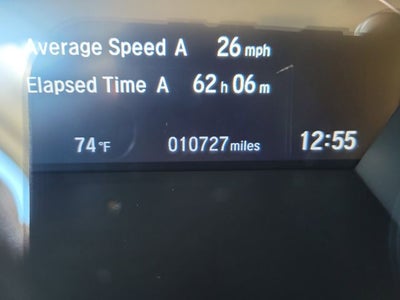 Average Speed A 26 mph
Elapsed Time A 62 h 06 m
74°F 010727 miles 12:55